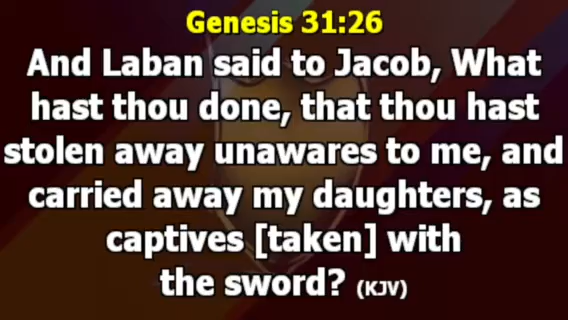 Genesis 31:26
And Laban said to Jacob, What
hast thou done, that thou hast
stolen away unawares to me, and
carried away my daughters, as
captives [taken] with
the sword? (KJV)